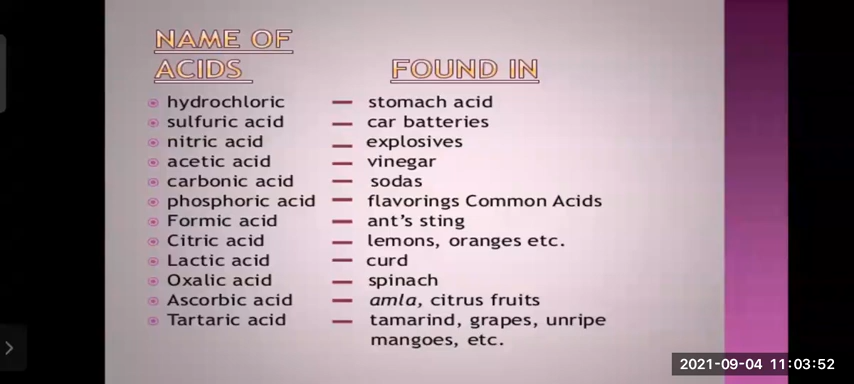 NAME OF
ACIDS FOUND IN
hydrochloric — stomach acid
sulfuric acid — car batteries
nitric acid — explosives
acetic acid — vinegar
carbonic acid — sodas
phosphoric acid — flavorings Common Acids
Formic acid — ant's sting
Citric acid — lemons, oranges etc.
Lactic acid — curd
Oxalic acid — spinach
Ascorbic acid — amla, citrus fruits
Tartaric acid — tamarind, grapes, unripe
mangoes, etc.
2021-09-04 11:03:52